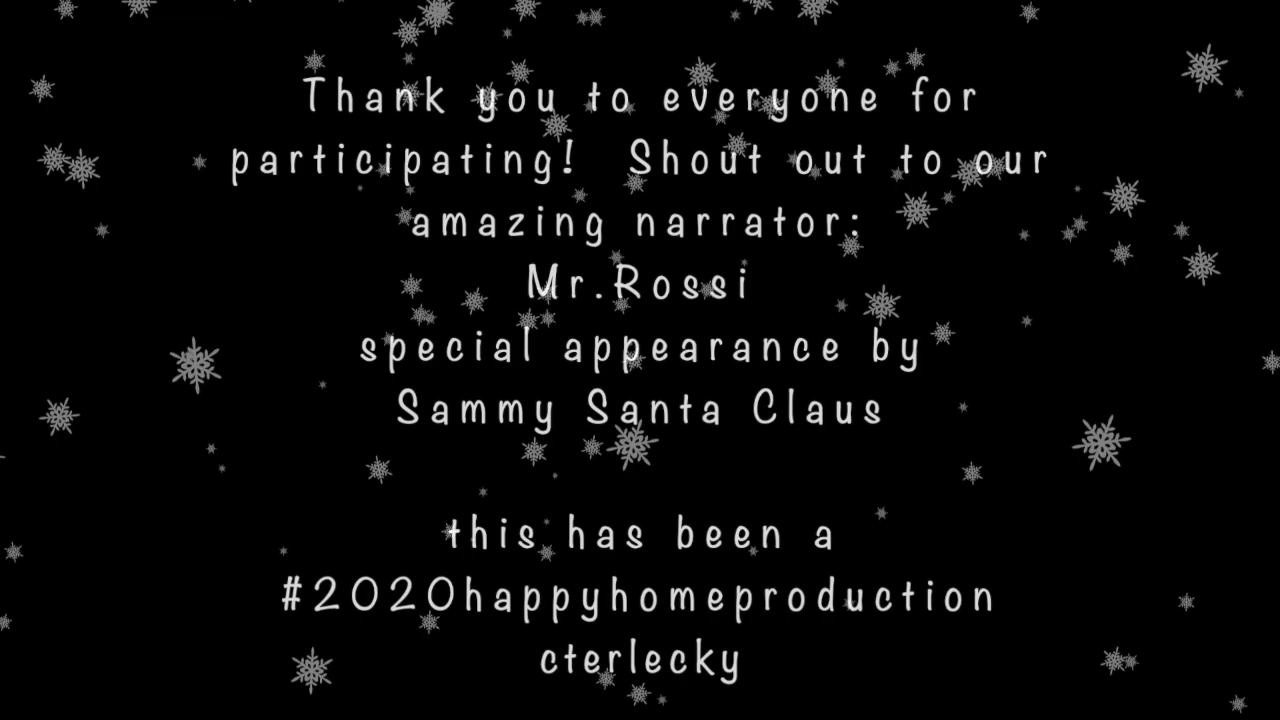 Thank you to everyone for
participating! Shout out to our
amazing narrator:
Mr.Rossi
special appearance by
Sammy Santa Claus
this has been a
#2020happyhomeproduction
cterlecky